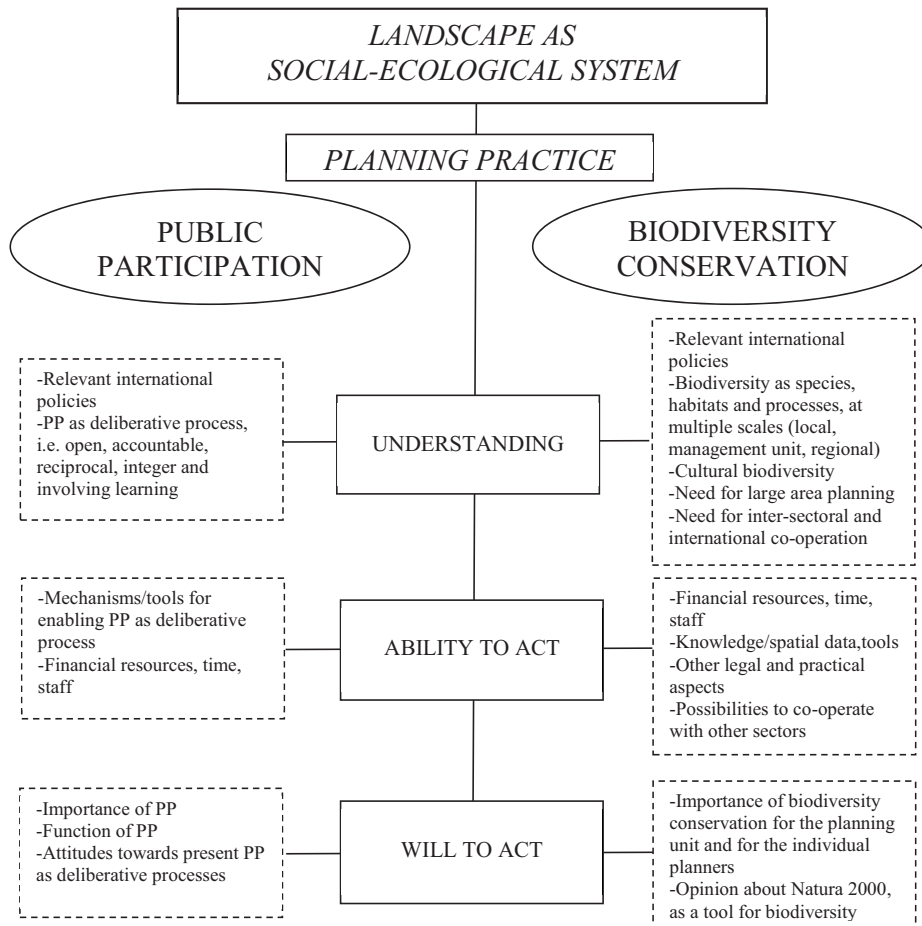 LANDSCAPE AS
SOCIAL-ECOLOGICAL SYSTEM
PLANNING PRACTICE
PUBLIC
PARTICIPATION
BIODIVERSITY
CONSERVATION
-Relevant international
policies
-PP as deliberative process,
i.e. open, accountable,
reciprocal, integer and
involving learning
UNDERSTANDING
-Relevant international
policies
-Biodiversity as species,
habitats and processes, at
multiple scales (local,
management unit, regional)
-Cultural biodiversity
-Need for large area planning
-Need for inter-sectoral and
international co-operation
-Mechanisms/tools for
enabling PP as deliberative
process
-Financial resources, time,
staff
ABILITY TO ACT
-Financial resources, time,
staff
-Knowledge/spatial data,tools
-Other legal and practical
aspects
-Possibilities to co-operate
with other sectors
-Importance of PP
-Function of PP
-Attitudes towards present PP
as deliberative processes
WILL TO ACT
-Importance of biodiversity
conservation for the planning
unit and for the individual
planners
-Opinion about Natura 2000,
as a tool for biodiversity